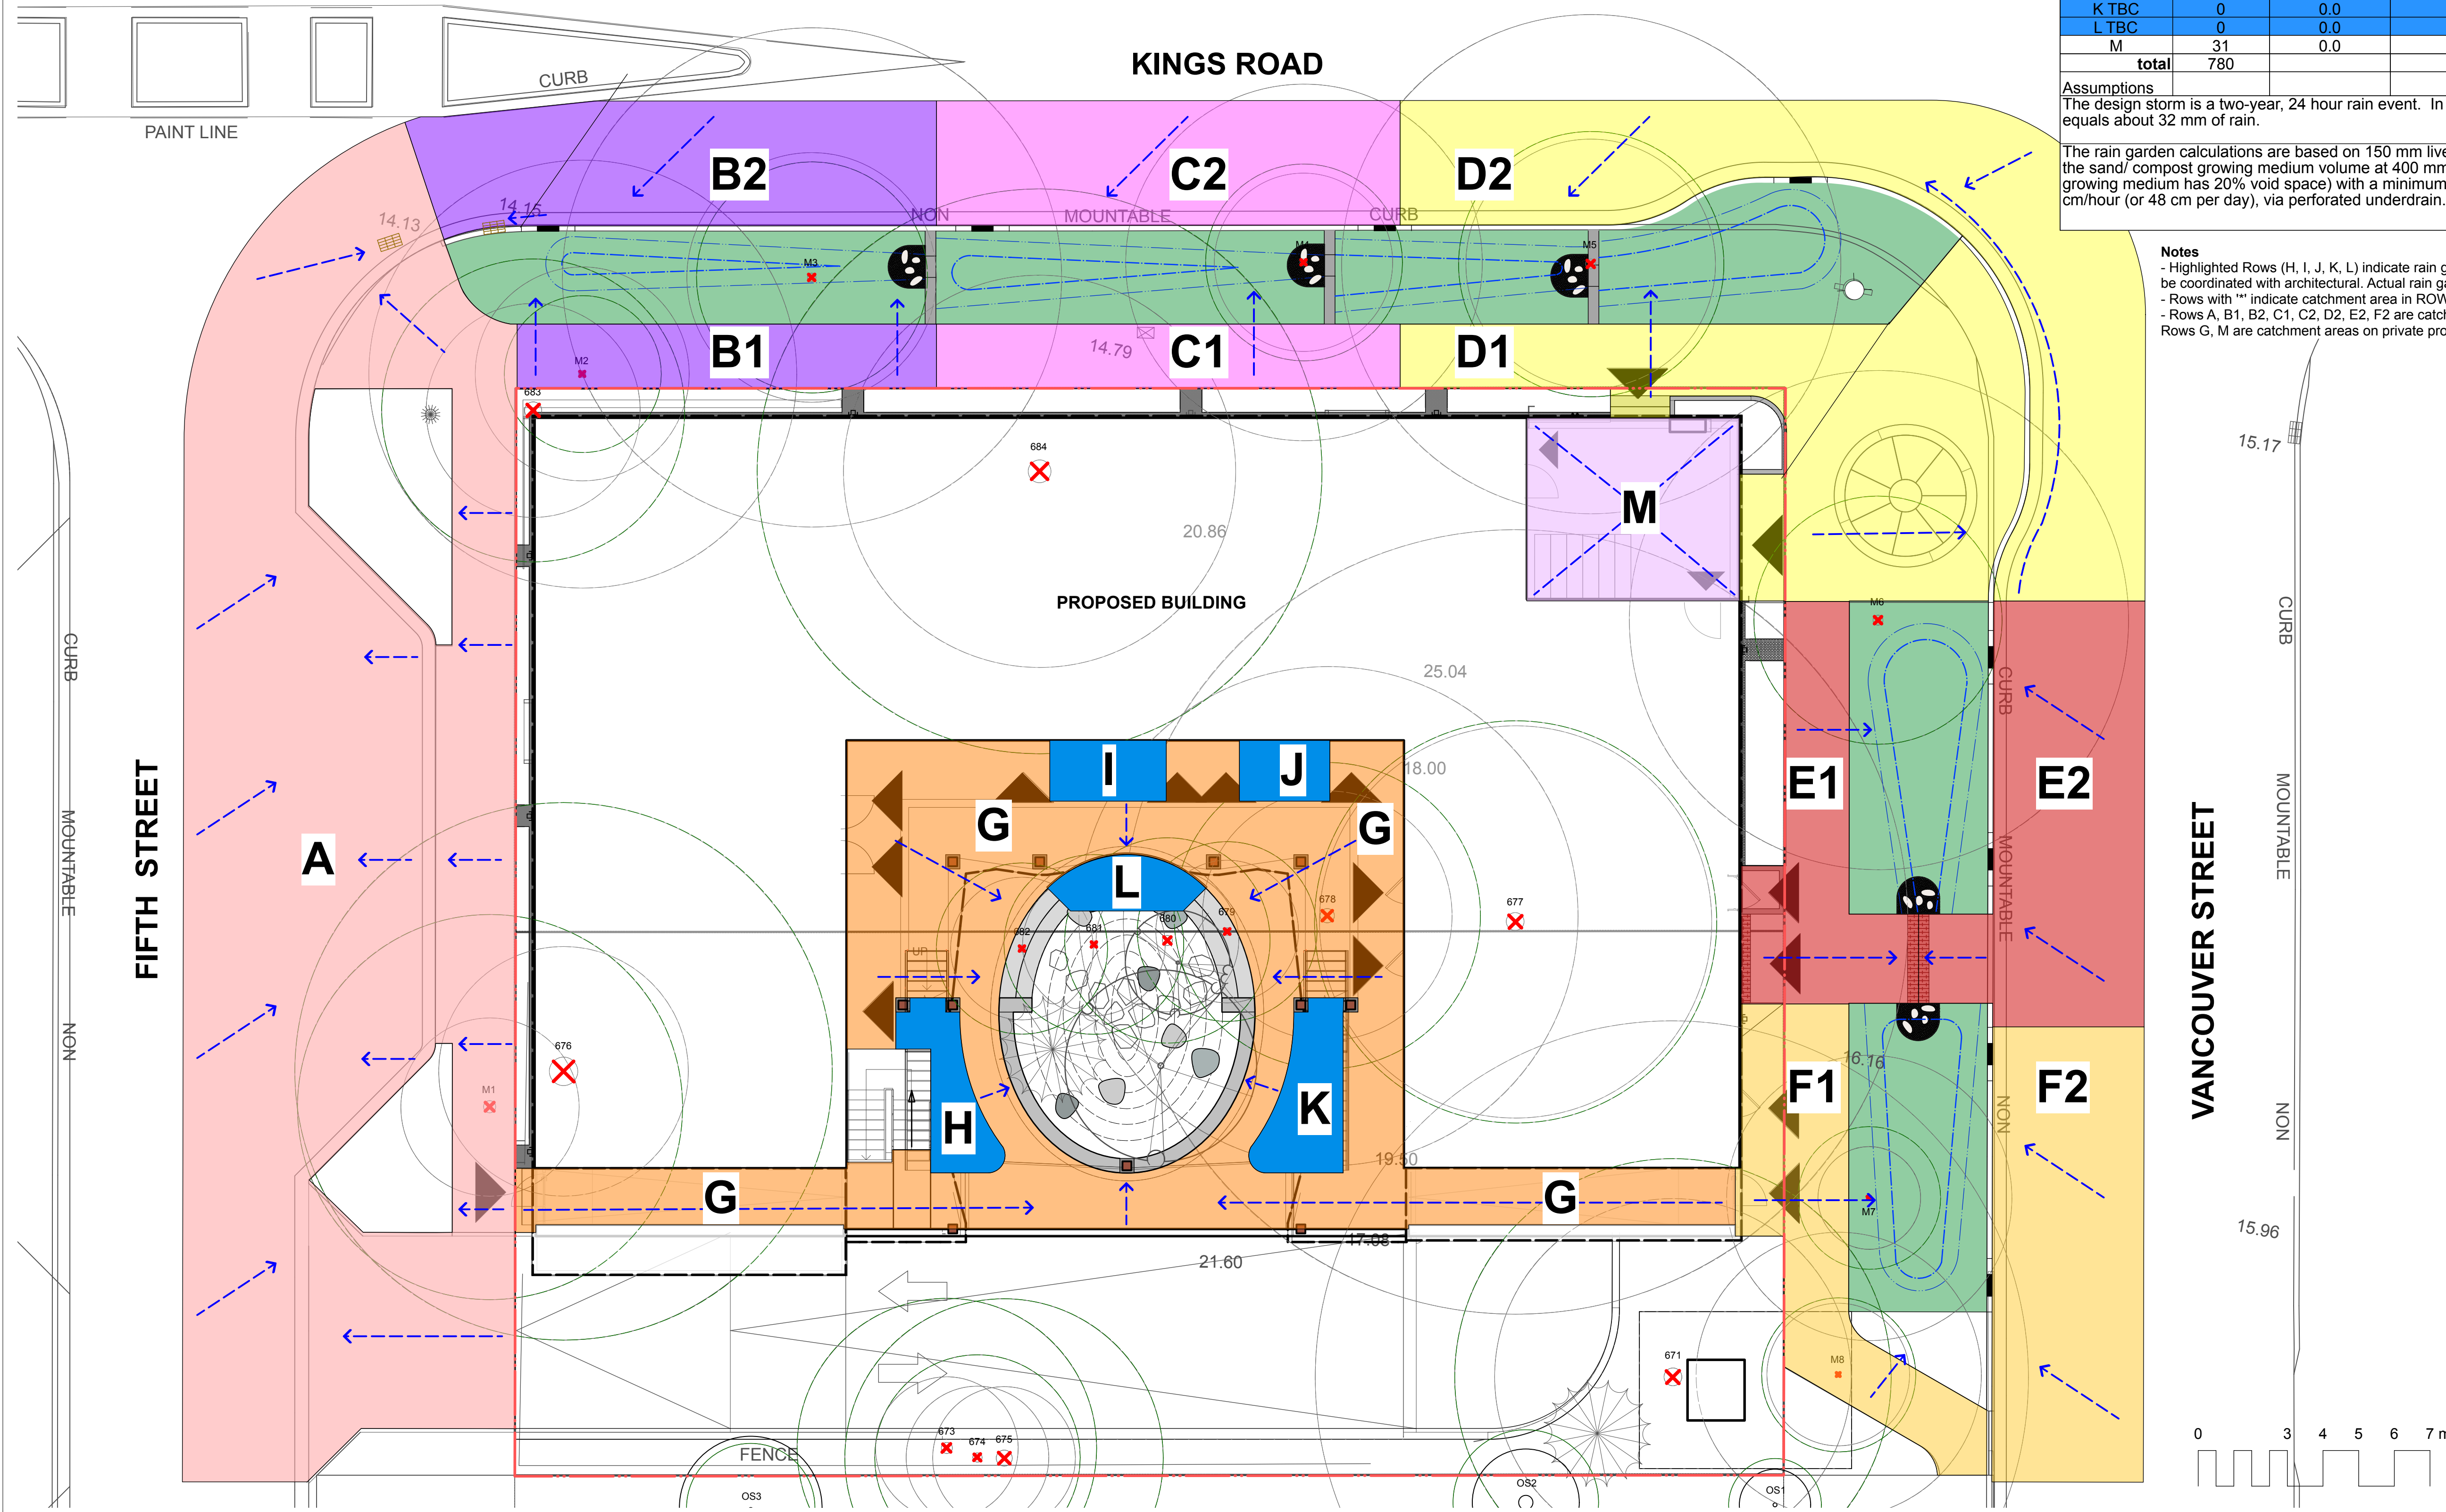 K TBC 0 0.0
L TBC 0 0.0
M 31 0.0
total 780
Assumptions
The design storm is a two-year, 24 hour rain event. In
equals about 32 mm of rain.
The rain garden calculations are based on 150 mm live
the sand/ compost growing medium volume at 400 mm
growing medium has 20% void space) with a minimum
cm/hour (or 48 cm per day), via perforated underdrain.
Notes
- Highlighted Rows (H, I, J, K, L) indicate rain g
be coordinated with architectural. Actual rain ga
- Rows with '*' indicate catchment area in ROW
- Rows A, B1, B2, C1, C2, D2, E2, F2 are catch
Rows G, M are catchment areas on private pro
KINGS ROAD
CURB
PAINT LINE
B2
C2
D2
14.13
14.15
NON
MOUNTABLE
CURB
M3
M4
M5
B1
C1
D1
14.79
M2
683
684
20.86
M
15.17
PROPOSED BUILDING
25.04
M6
CURB
MOUNTABLE
NON
FIFTH STREET
A
I
J
18.00
G
G
L
E1
E2
CURB
MOUNTABLE
NON
CURB
MOUNTABLE
NON
VANCOUVER STREET
682
681
680
679
678
677
UP
676
M1
H
K
16.16
F1
F2
19.50
G
G
M7
17.08
21.60
15.96
671
M8
673
674
675
FENCE
OS3
OS2
OS1
0 3 4 5 6 7 m